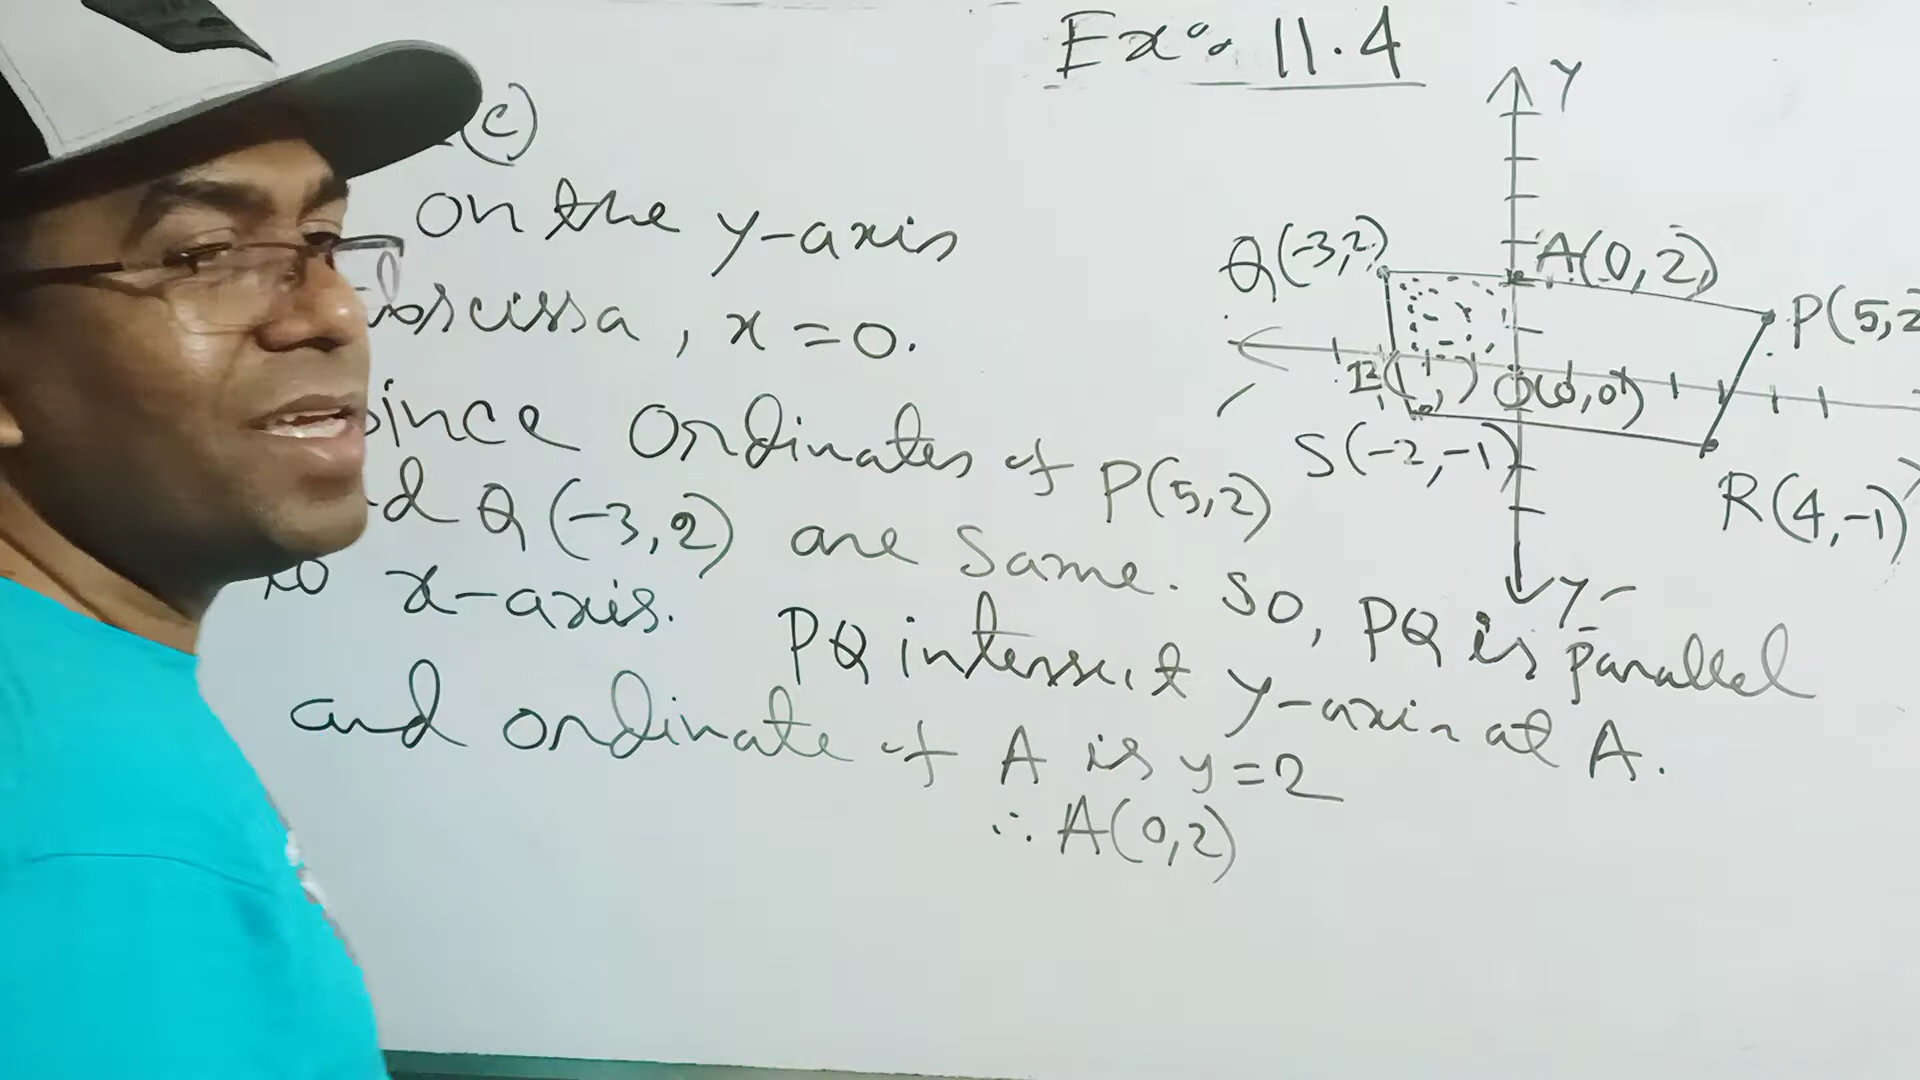 Ex: 11.4
(c)
on the y-axis
abscissa, x = 0.
Since ordinates of P(5,2)
Q(-3,2) are same. So, PQ is parallel
to x-axis. PQ intersect y-axis at A.
and ordinate of A is y=2
∴ A(0,2)
Y
Q(-3,2)
A(0,2)
P(5,2
O(0,0)
S(-2,-1)
R(4,-1)